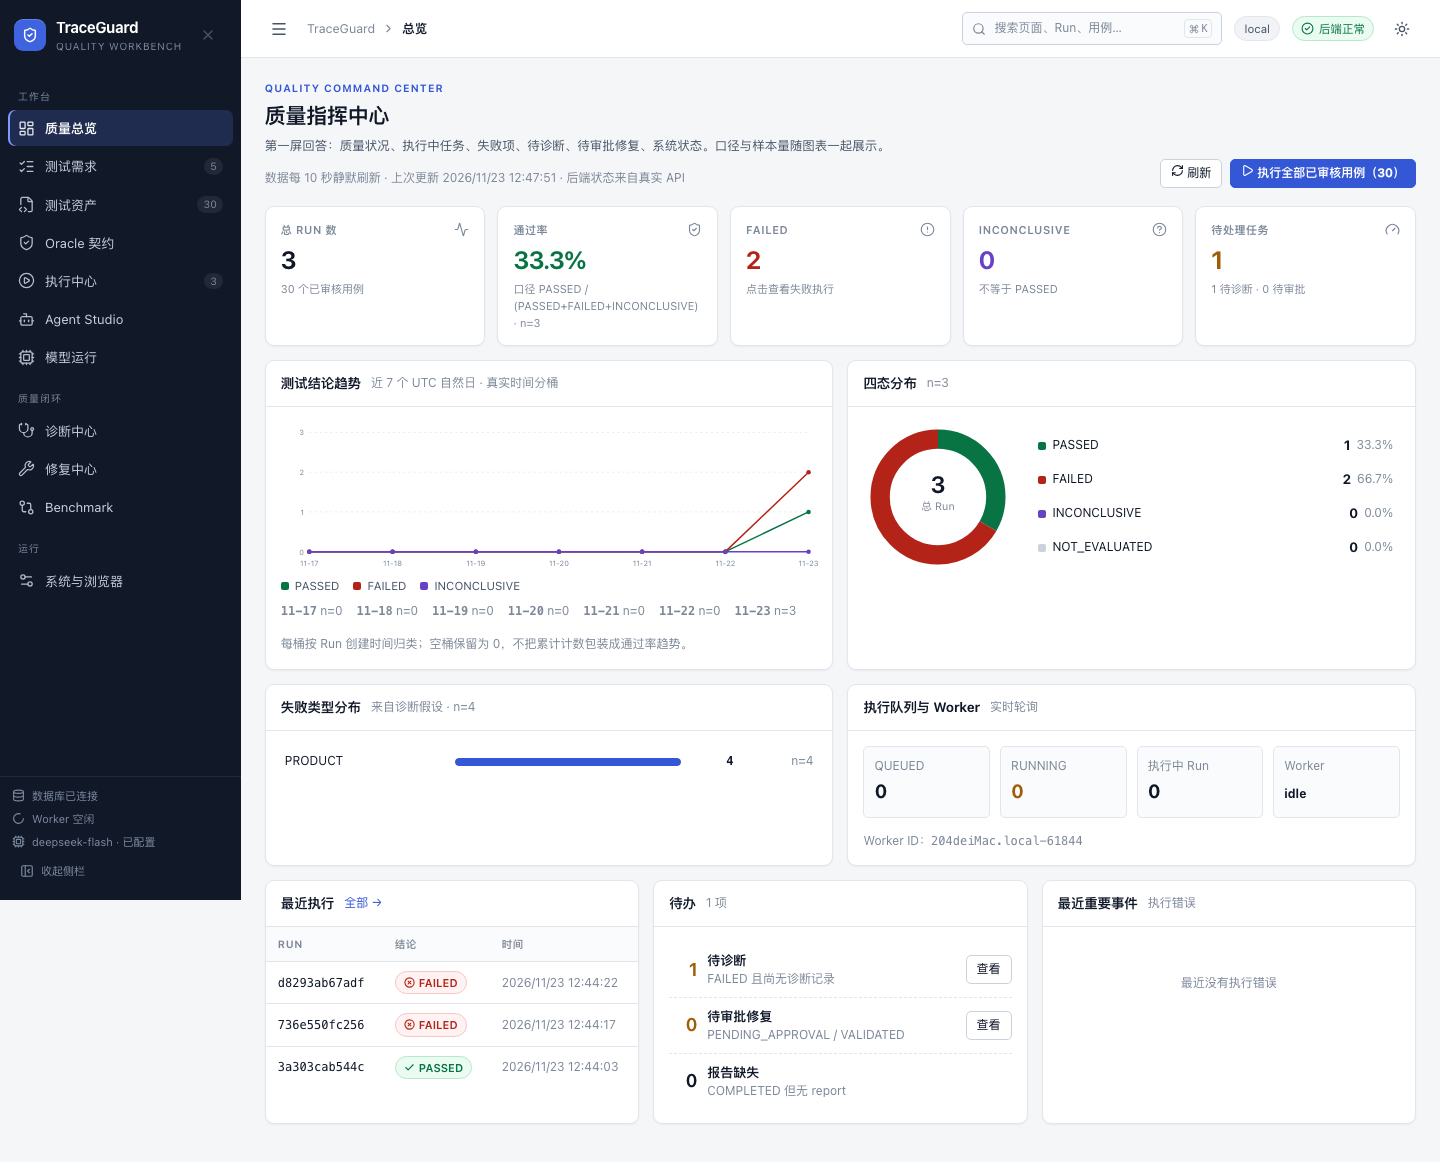 TraceGuard
QUALITY WORKBENCH
工作台
质量总览
测试需求 5
测试资产 30
Oracle 契约
执行中心 3
Agent Studio
模型运行
质量闭环
诊断中心
修复中心
Benchmark
运行
系统与浏览器
数据库已连接
Worker 空闲
deepseek-flash · 已配置
收起侧栏
TraceGuard > 总览
搜索页面、Run、用例... ⌘ K
local
后端正常
QUALITY COMMAND CENTER
质量指挥中心
第一屏回答：质量状况、执行中任务、失败项、待诊断、待审批修复、系统状态。口径与样本量随图表一起展示。
数据每 10 秒静默刷新 · 上次更新 2026/11/23 12:47:51 · 后端状态来自真实 API
刷新
执行全部已审核用例（30）
总 RUN 数
3
30 个已审核用例
通过率
33.3%
口径 PASSED /
(PASSED+FAILED+INCONCLUSIVE)
· n=3
FAILED
2
点击查看失败执行
INCONCLUSIVE
0
不等于 PASSED
待处理任务
1
1 待诊断 · 0 待审批
测试结论趋势 近 7 个 UTC 自然日 · 真实时间分桶
3
2
1
0
11-17 11-18 11-19 11-20 11-21 11-22 11-23
PASSED FAILED INCONCLUSIVE
11-17 n=0 11-18 n=0 11-19 n=0 11-20 n=0 11-21 n=0 11-22 n=0 11-23 n=3
每桶按 Run 创建时间归类；空桶保留为 0，不把累计计数包装成通过率趋势。
四态分布 n=3
3
总 Run
PASSED 1 33.3%
FAILED 2 66.7%
INCONCLUSIVE 0 0.0%
NOT_EVALUATED 0 0.0%
失败类型分布 来自诊断假设 · n=4
PRODUCT 4 n=4
执行队列与 Worker 实时轮询
QUEUED
0
RUNNING
0
执行中 Run
0
Worker
idle
Worker ID：204deiMac.local-61844
最近执行 全部 →
RUN 结论 时间
d8293ab67adf FAILED 2026/11/23 12:44:22
736e550fc256 FAILED 2026/11/23 12:44:17
3a303cab544c PASSED 2026/11/23 12:44:03
待办 1 项
1 待诊断 查看
FAILED 且尚无诊断记录
0 待审批修复 查看
PENDING_APPROVAL / VALIDATED
0 报告缺失
COMPLETED 但无 report
最近重要事件 执行错误
最近没有执行错误